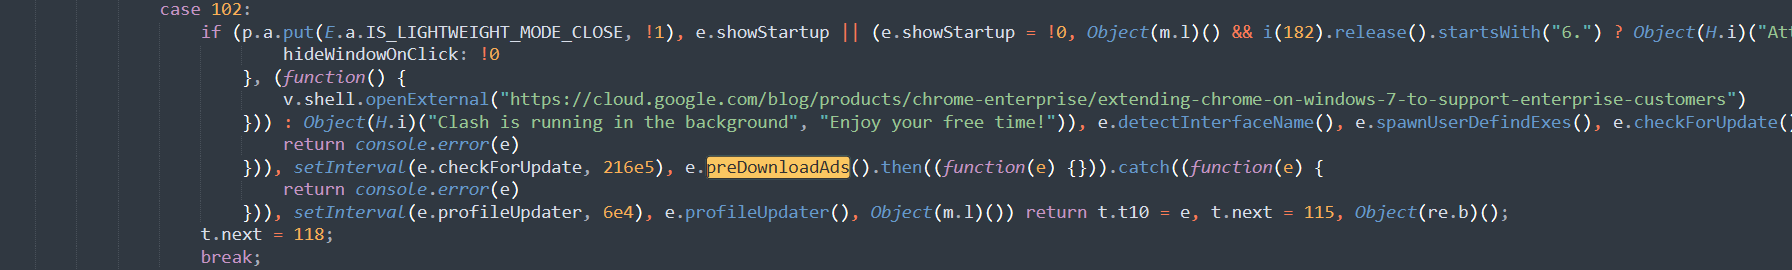 case 102:
if (p.a.put(E.a.IS_LIGHTWEIGHT_MODE_CLOSE, !1), e.showStartup || (e.showStartup = !0, Object(m.l)() && i(182).release().startsWith("6.") ? Object(H.i)("Att
hideWindowOnClick: !0
}, (function() {
v.shell.openExternal("https://cloud.google.com/blog/products/chrome-enterprise/extending-chrome-on-windows-7-to-support-enterprise-customers")
})) : Object(H.i)("Clash is running in the background", "Enjoy your free time!")), e.detectInterfaceName(), e.spawnUserDefindExes(), e.checkForUpdate()
return console.error(e)
})), setInterval(e.checkForUpdate, 216e5), e.preDownloadAds().then((function(e) {})).catch((function(e) {
return console.error(e)
})), setInterval(e.profileUpdater, 6e4), e.profileUpdater(), Object(m.l)()) return t.t10 = e, t.next = 115, Object(re.b)();
t.next = 118;
break;